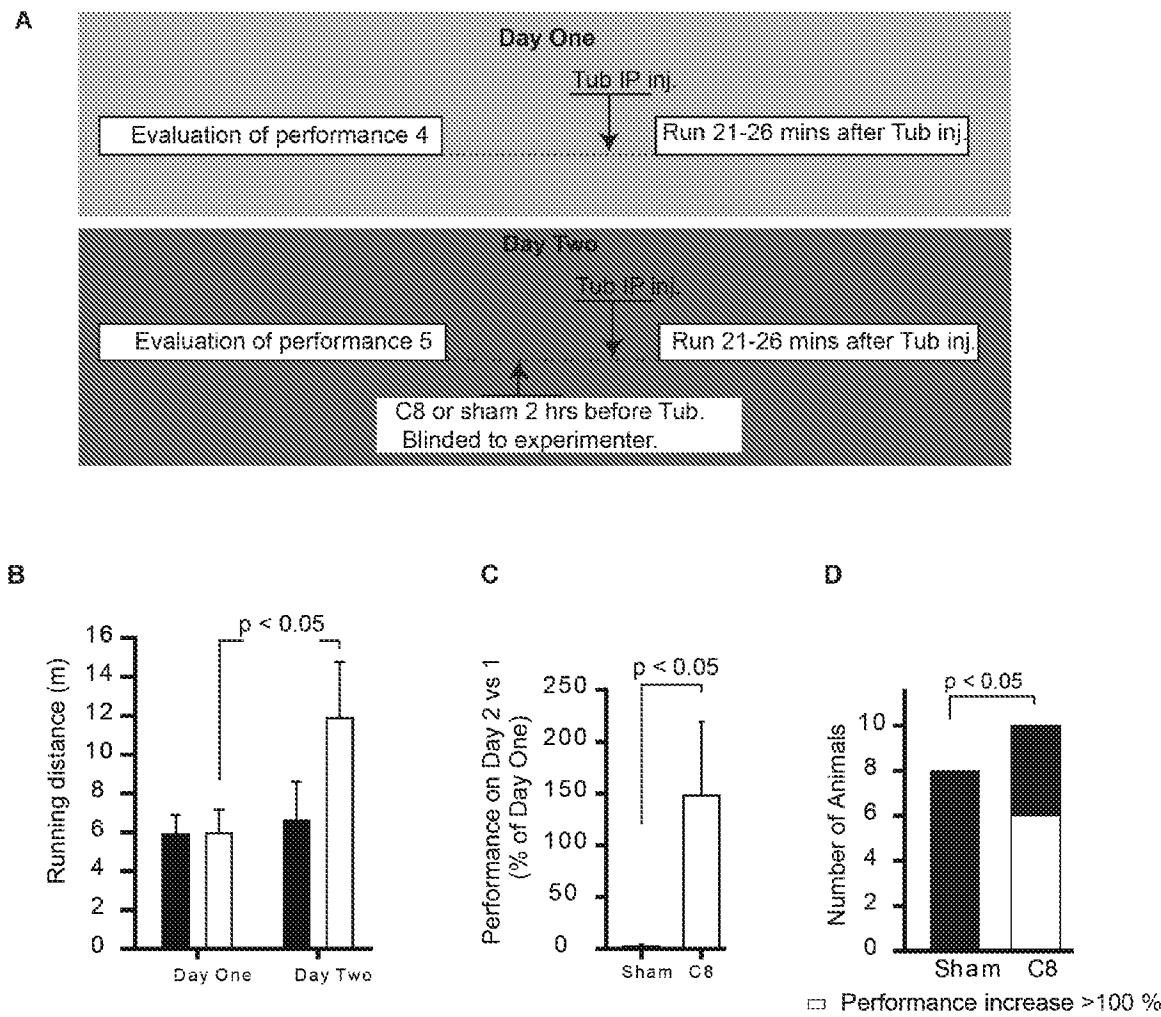 A
Day One
Tub IP inj.
Evaluation of performance 4
Run 21-26 mins after Tub inj.
Day Two
Tub IP inj.
Evaluation of performance 5
Run 21-26 mins after Tub inj.
C8 or sham 2 hrs before Tub.
Blinded to experimenter.
B
p < 0.05
Running distance (m)
16
14
12
10
8
6
4
2
0
Day One
Day Two
C
p < 0.05
Performance on Day 2 vs 1
(% of Day One)
250
200
150
100
50
0
Sham
C8
D
p < 0.05
Number of Animals
10
8
6
4
2
0
Sham
C8
Performance increase >100 %